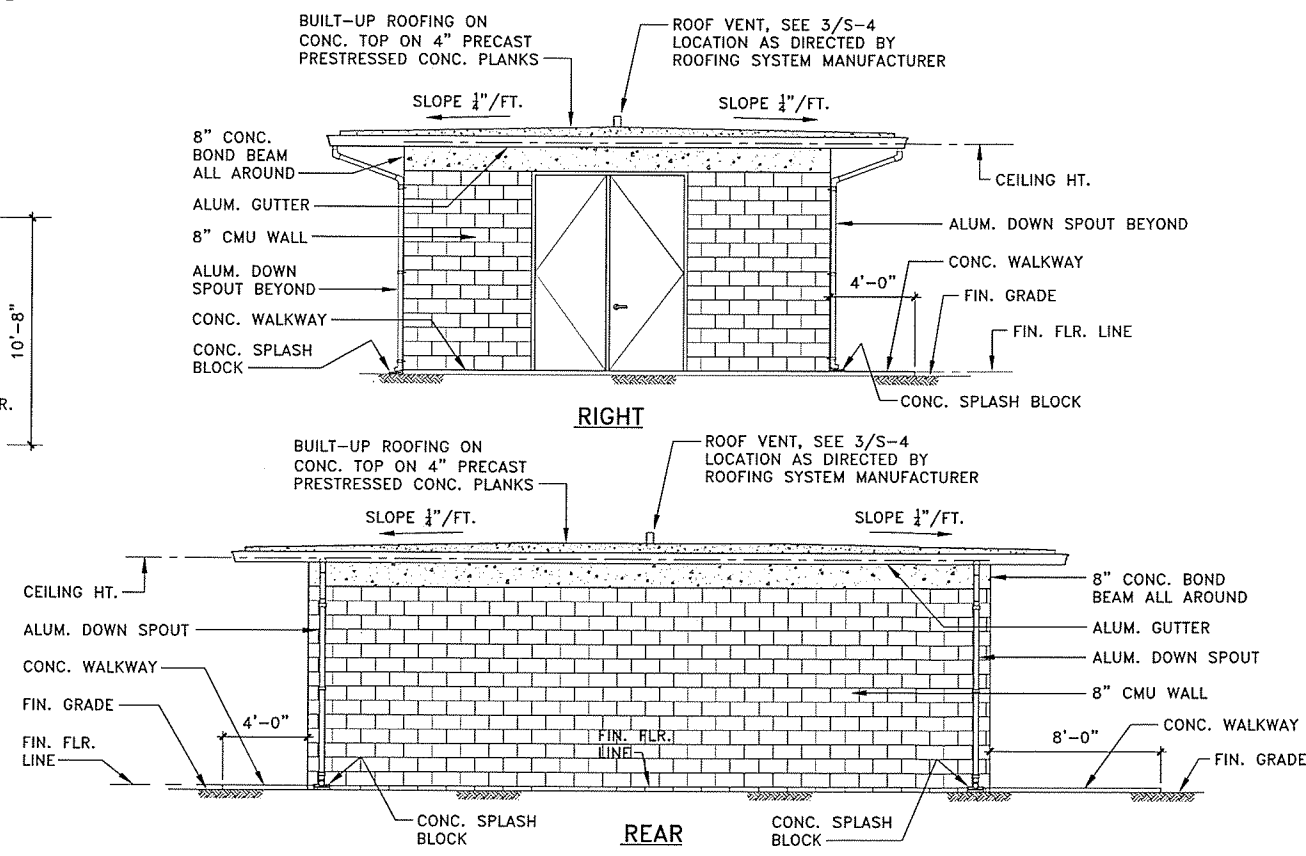 BUILT-UP ROOFING ON
CONC. TOP ON 4" PRECAST
PRESTRESSED CONC. PLANKS
ROOF VENT, SEE 3/S-4
LOCATION AS DIRECTED BY
ROOFING SYSTEM MANUFACTURER
SLOPE ¼"/FT.
SLOPE ¼"/FT.
8" CONC.
BOND BEAM
ALL AROUND
ALUM. GUTTER
8" CMU WALL
ALUM. DOWN
SPOUT BEYOND
CONC. WALKWAY
CONC. SPLASH
BLOCK
CEILING HT.
ALUM. DOWN SPOUT BEYOND
CONC. WALKWAY
4'-0"
FIN. GRADE
FIN. FLR. LINE
CONC. SPLASH BLOCK
10'-8"
R.
RIGHT
BUILT-UP ROOFING ON
CONC. TOP ON 4" PRECAST
PRESTRESSED CONC. PLANKS
ROOF VENT, SEE 3/S-4
LOCATION AS DIRECTED BY
ROOFING SYSTEM MANUFACTURER
SLOPE ¼"/FT.
SLOPE ¼"/FT.
CEILING HT.
ALUM. DOWN SPOUT
CONC. WALKWAY
FIN. GRADE
4'-0"
FIN. FLR.
LINE
FIN. FLR.
LINE
8" CONC. BOND
BEAM ALL AROUND
ALUM. GUTTER
ALUM. DOWN SPOUT
8" CMU WALL
CONC. WALKWAY
8'-0"
FIN. GRADE
CONC. SPLASH
BLOCK
CONC. SPLASH
BLOCK
REAR